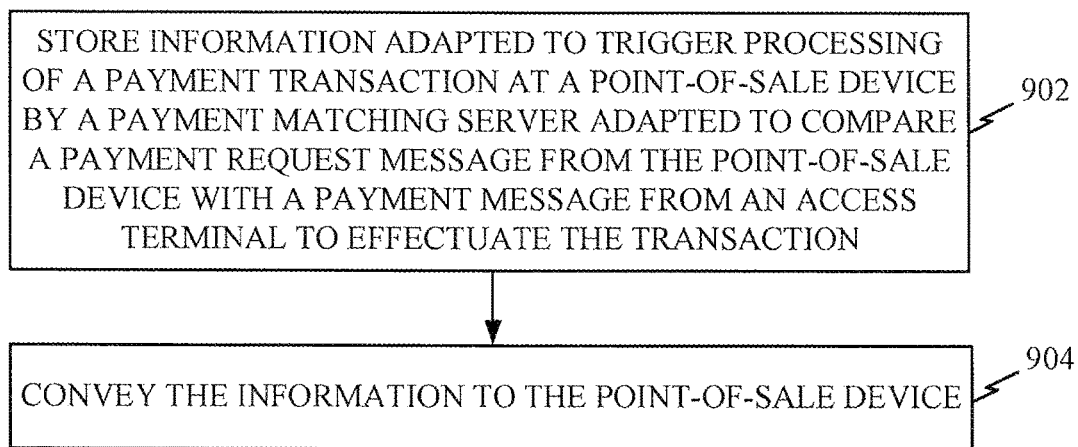 STORE INFORMATION ADAPTED TO TRIGGER PROCESSING
OF A PAYMENT TRANSACTION AT A POINT-OF-SALE DEVICE
BY A PAYMENT MATCHING SERVER ADAPTED TO COMPARE
A PAYMENT REQUEST MESSAGE FROM THE POINT-OF-SALE
DEVICE WITH A PAYMENT MESSAGE FROM AN ACCESS
TERMINAL TO EFFECTUATE THE TRANSACTION
902
CONVEY THE INFORMATION TO THE POINT-OF-SALE DEVICE
904